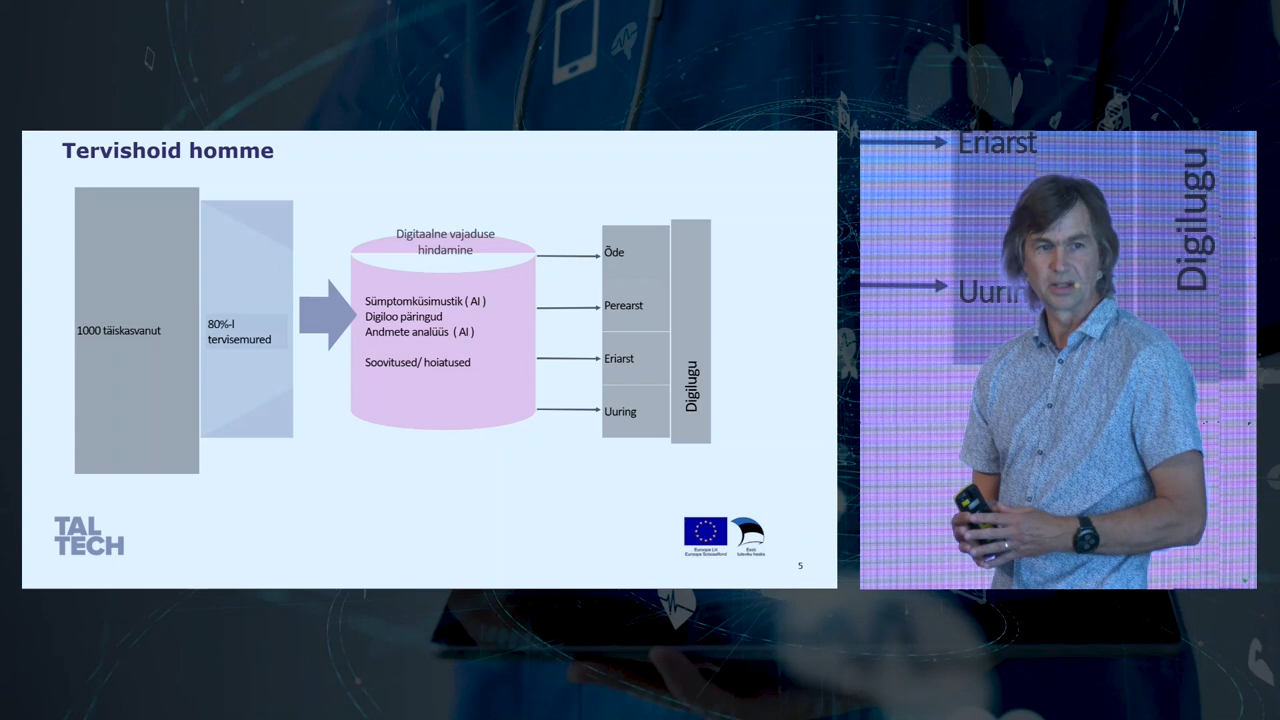 Tervishoid homme
1000 täiskasvanut
80%-l
tervisemured
Digitaalne vajaduse
hindamine
Sümptomküsimustik ( AI )
Digiloo päringud
Andmete analüüs ( AI )
Soovitused/ hoiatused
Õde
Perearst
Eriarst
Uuring
Digilugu
TAL
TECH
Euroopa Liit
Euroopa Sotsiaalfond
Eesti
tuleviku heaks
5
Eriarst
Uurin
Digilugu